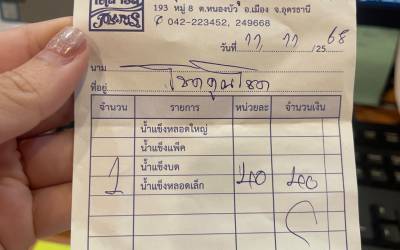 193 หมู่ 8 ต.หนองบัว อ.เมือง จ.อุดรธานี
✆ 042-223452, 249668
วันที่ 11 / 11 /2568
นาม
ที่อยู่
จำนวน รายการ หน่วยละ จำนวนเงิน
น้ำแข็งหลอดใหญ่
น้ำแข็งแพ็ค
น้ำแข็งบด
1 น้ำแข็งหลอดเล็ก 40 40